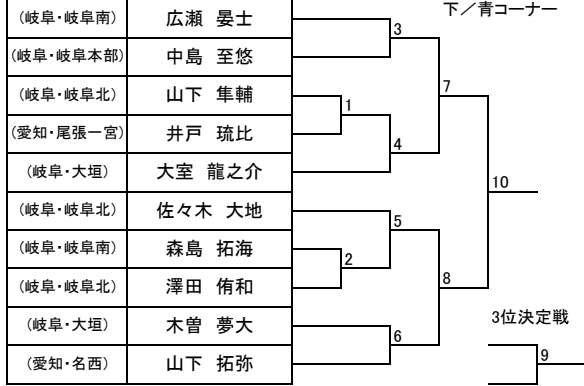 下／青コーナー
(岐阜・岐阜南) 広瀬 晏士
3
(岐阜・岐阜本部) 中島 至悠
(岐阜・岐阜北) 山下 隼輔
7
1
(愛知・尾張一宮) 井戸 琉比
4
(岐阜・大垣) 大室 龍之介
10
(岐阜・岐阜北) 佐々木 大地
5
(岐阜・岐阜南) 森島 拓海
2
(岐阜・岐阜北) 澤田 侑和
8
(岐阜・大垣) 木曽 夢大
3位決定戦
6
(愛知・名西) 山下 拓弥
9